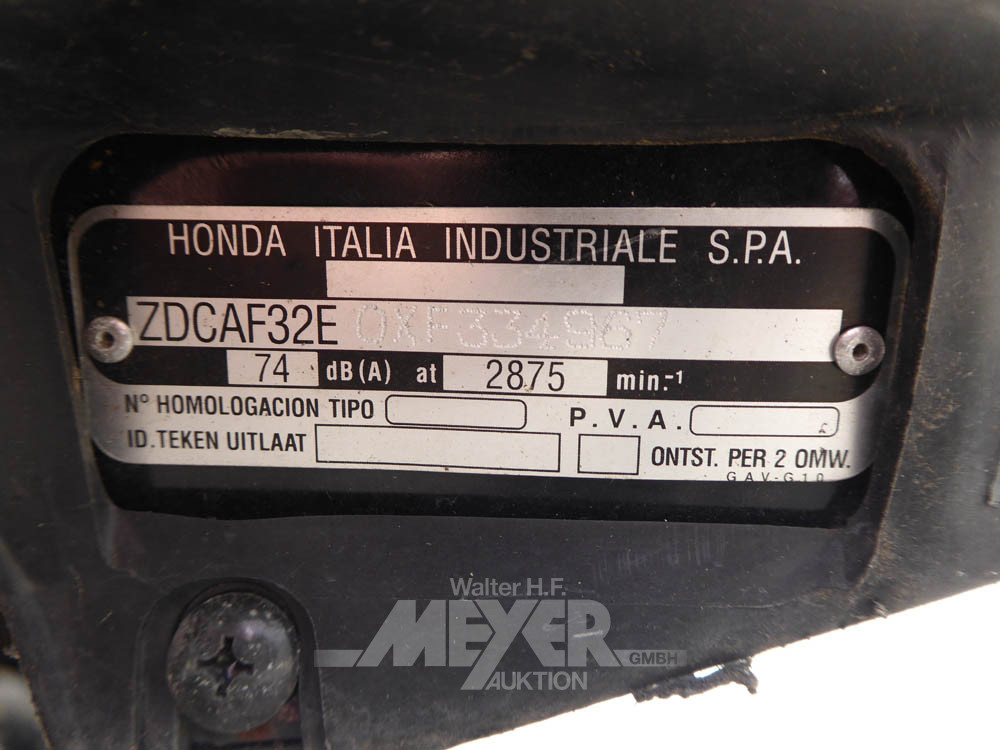 HONDA ITALIA INDUSTRIALE S.P.A.
ZDCAF32E 0XF334967
74 dB(A) at 2875 min.-1
Nº HOMOLOGACION TIPO P.V.A.
ID.TEKEN UITLAAT ONTST. PER 2 OMW.
GAV-G10
Walter H.F.
MEYER GMBH
AUKTION